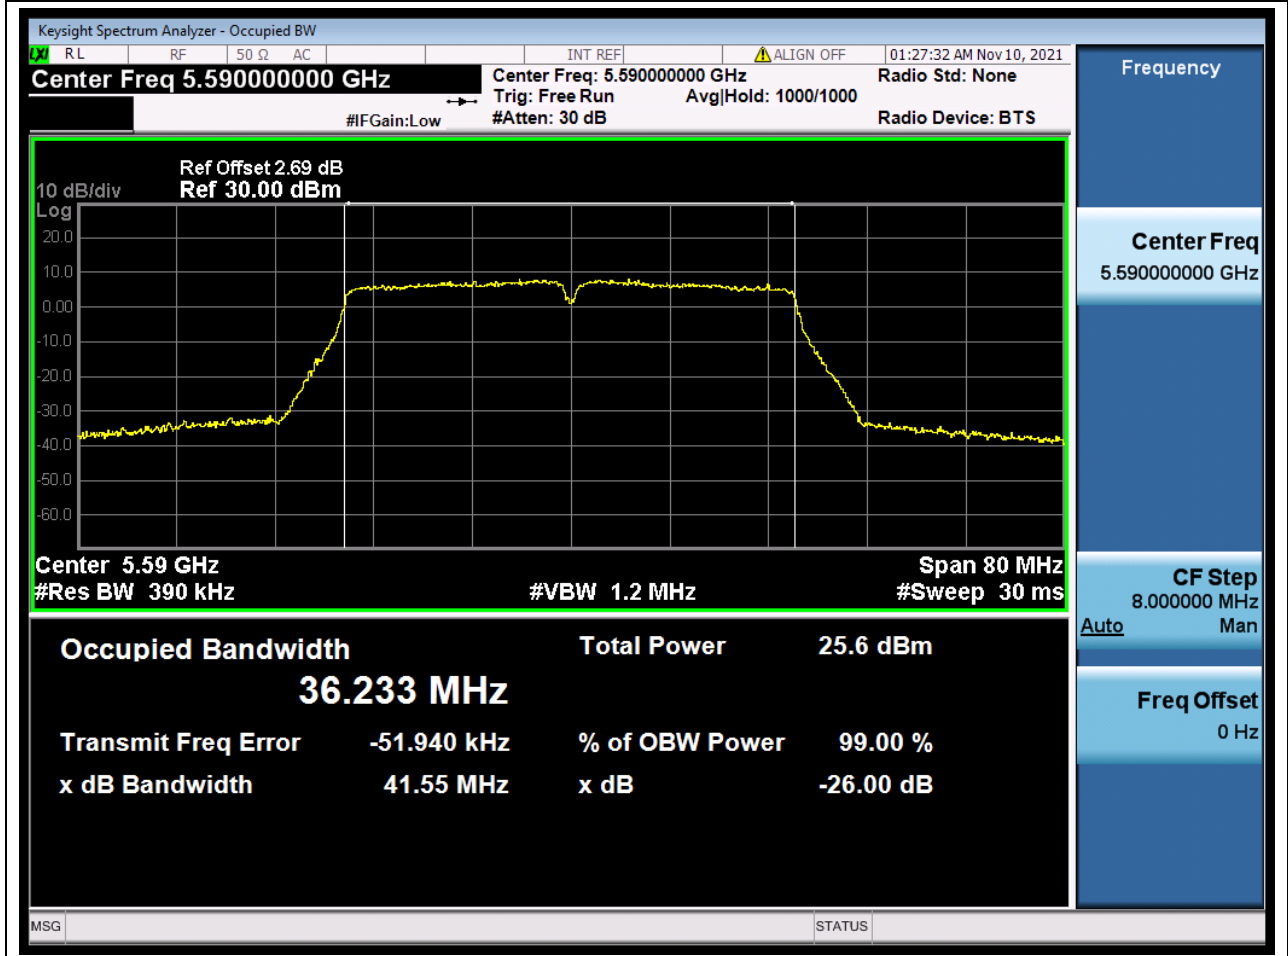 Keysight Spectrum Analyzer - Occupied BW
LXI RL RF 50 Ω AC INT REF ALIGN OFF 01:27:32 AM Nov 10, 2021
Center Freq 5.590000000 GHz
Center Freq: 5.590000000 GHz Radio Std: None
Trig: Free Run Avg|Hold: 1000/1000
#IFGain:Low #Atten: 30 dB Radio Device: BTS
Ref Offset 2.69 dB
10 dB/div Ref 30.00 dBm
Log
20.0
10.0
0.00
-10.0
-20.0
-30.0
-40.0
-50.0
-60.0
Center 5.59 GHz Span 80 MHz
#Res BW 390 kHz #VBW 1.2 MHz #Sweep 30 ms
Occupied Bandwidth Total Power 25.6 dBm
36.233 MHz
Transmit Freq Error -51.940 kHz % of OBW Power 99.00 %
x dB Bandwidth 41.55 MHz x dB -26.00 dB
Frequency
Center Freq
5.590000000 GHz
CF Step
8.000000 MHz
Auto Man
Freq Offset
0 Hz
MSG STATUS